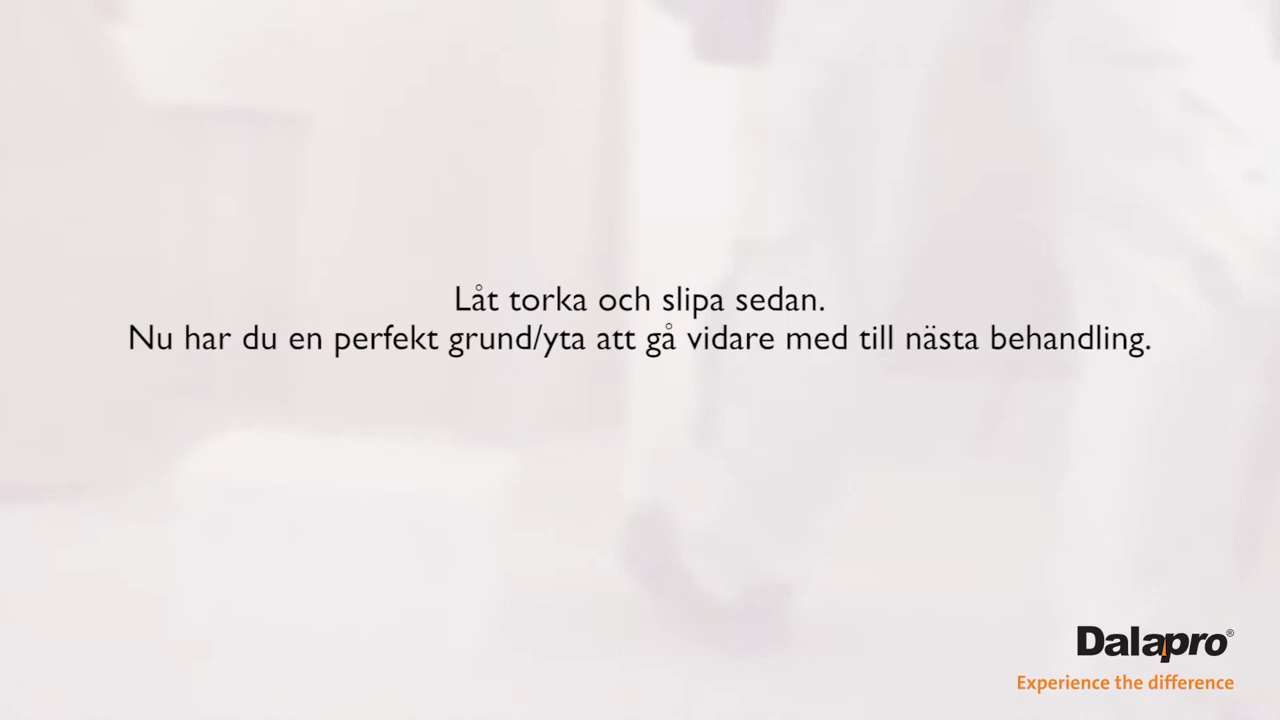 Låt torka och slipa sedan.
Nu har du en perfekt grund/yta att gå vidare med till nästa behandling.
Dalapro®
Experience the difference